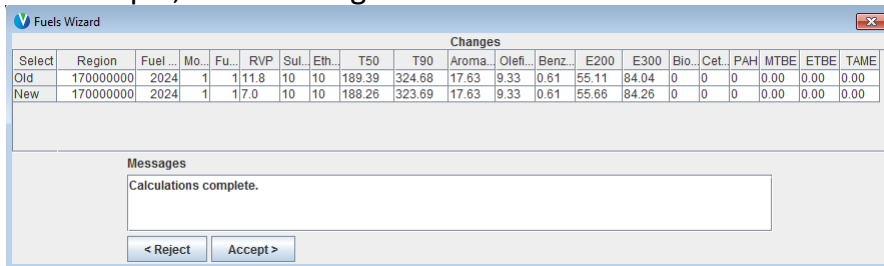 Fuels Wizard
Changes
Select Region Fuel ... Mo... Fu... RVP Sul... Eth... T50 T90 Aroma... Olefi... Benz... E200 E300 Bio... Cet... PAH MTBE ETBE TAME
Old 170000000 2024 1 1 11.8 10 10 189.39 324.68 17.63 9.33 0.61 55.11 84.04 0 0 0 0.00 0.00 0.00
New 170000000 2024 1 1 7.0 10 10 188.26 323.69 17.63 9.33 0.61 55.66 84.26 0 0 0 0.00 0.00 0.00
Messages
Calculations complete.
< Reject Accept >